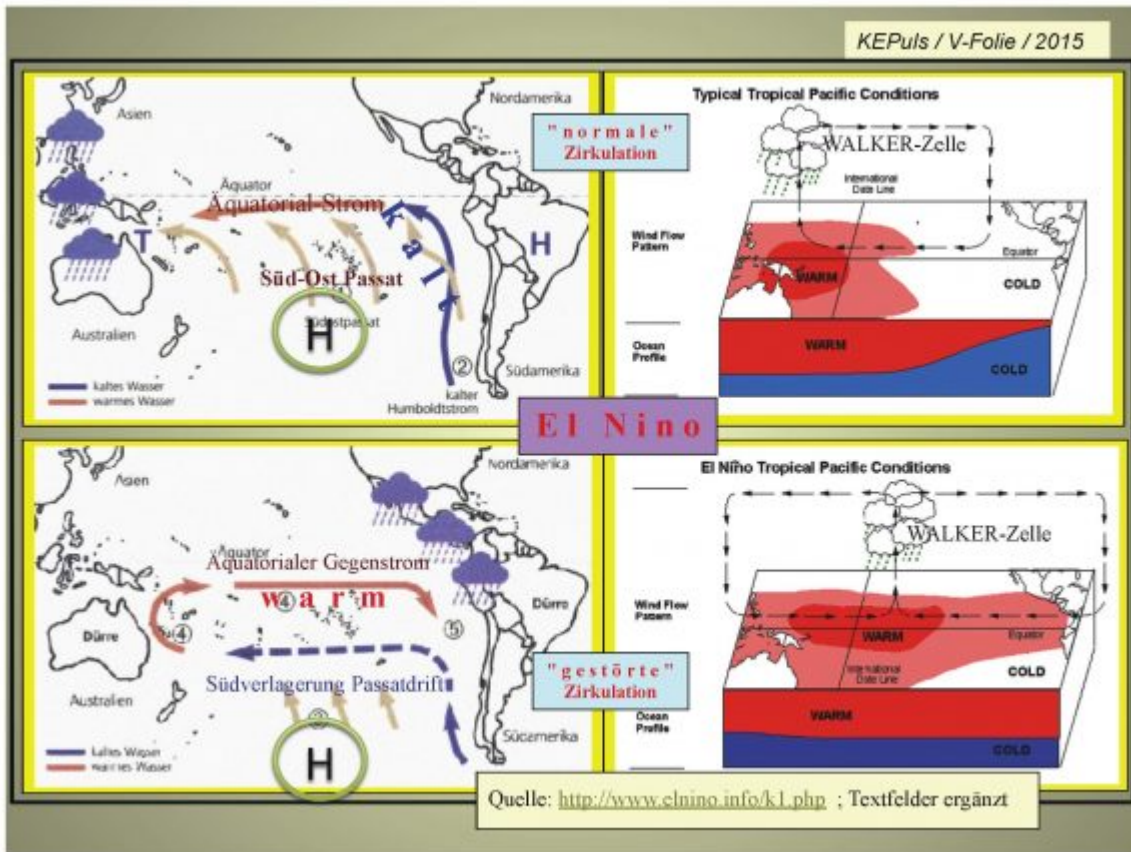 KEPuls / V-Folie / 2015
Asien
Nordamerika
Äquator
Äquatorial-Strom
Kalt
T
H
Süd-Ost Passat
Südostpassat
H
Australien
②
Südamerika
kaltes Wasser
warmes Wasser
kalter
Humboldtstrom
"normale"
Zirkulation
Typical Tropical Pacific Conditions
WALKER-Zelle
International
Date Line
Wind Flow
Pattern
Equator
WARM
COLD
Ocean
Profile
WARM
COLD
El Nino
Asien
Nordamerika
Äquator
Äquatorialer Gegenstrom
warm
④
④
⑤
Dürre
Dürre
Südverlagerung Passatdrift
Australien
H
Südamerika
kaltes Wasser
warmes Wasser
"gestörte"
Zirkulation
El Niño Tropical Pacific Conditions
WALKER-Zelle
Wind Flow
Pattern
WARM
Equator
International
Date Line
COLD
Ocean
Profile
WARM
COLD
Quelle: http://www.elnino.info/k1.php ; Textfelder ergänzt